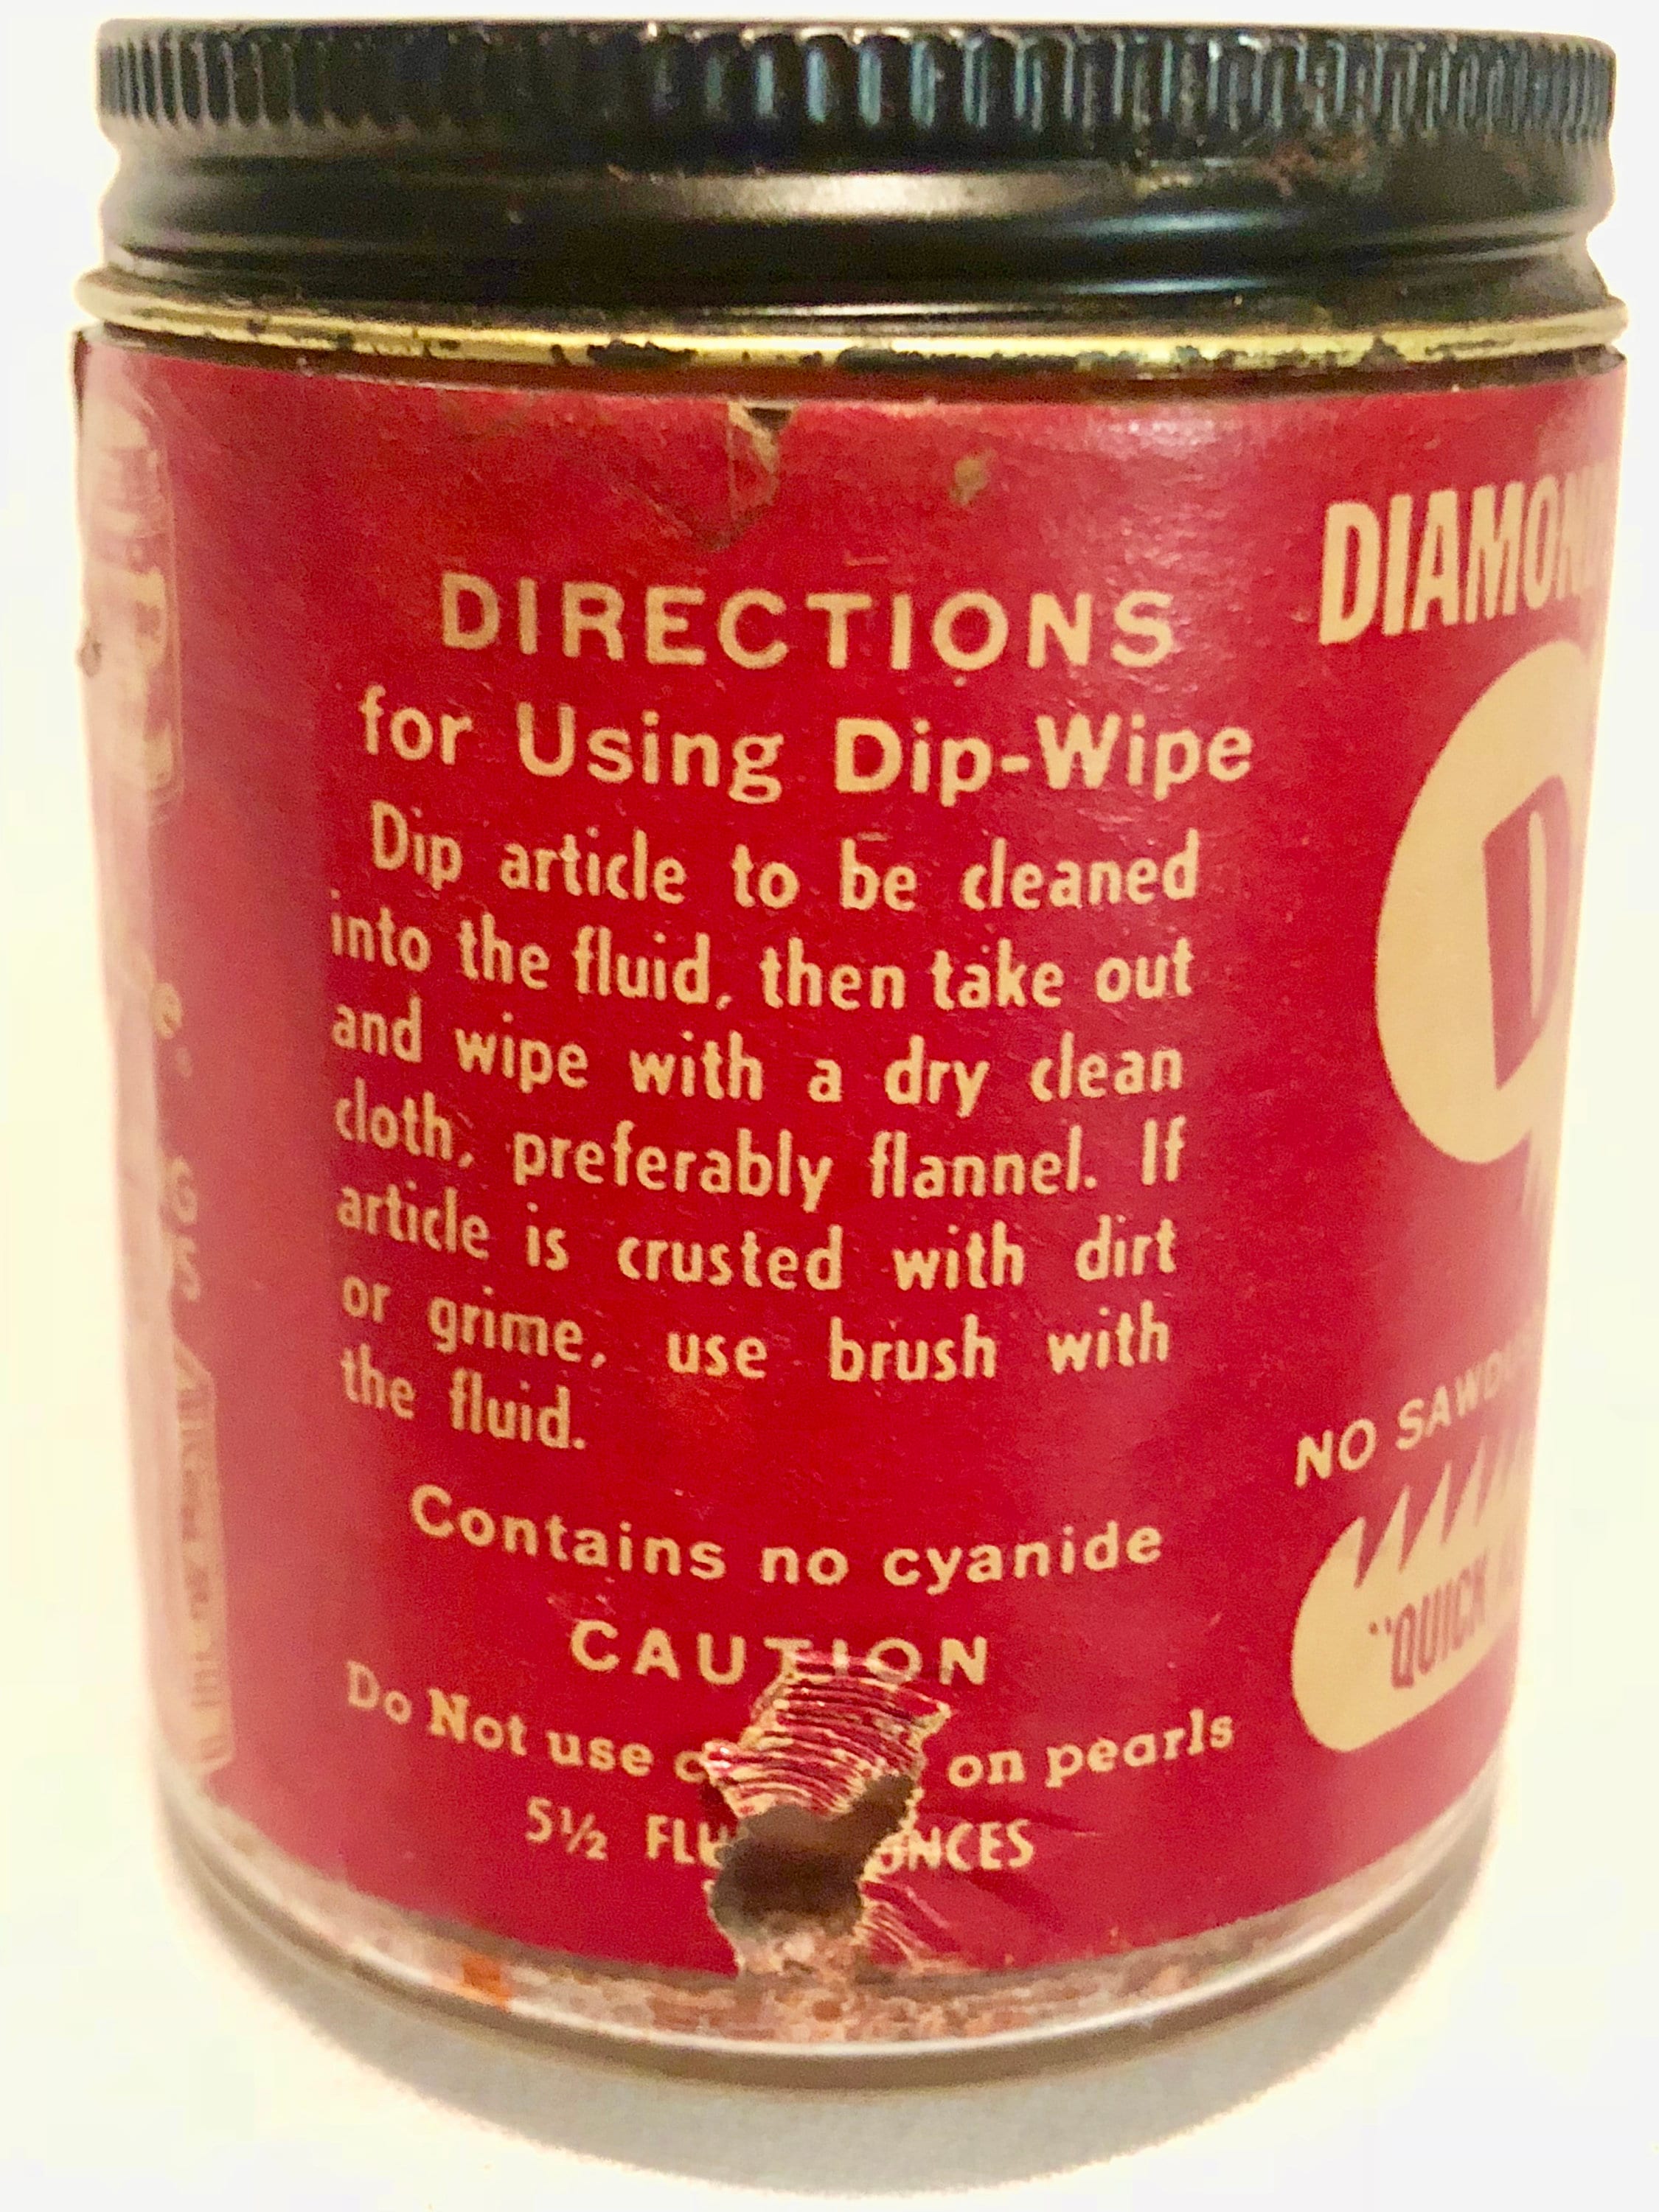 DIRECTIONS
for Using Dip-Wipe
Dip article to be cleaned
into the fluid, then take out
and wipe with a dry clean
cloth, preferably flannel. If
article is crusted with dirt
or grime, use brush with
the fluid.
Contains no cyanide
CAUTION
Do Not use on pearls
5½ NCES
DIAMON
D
NO SAWD
"QUICK